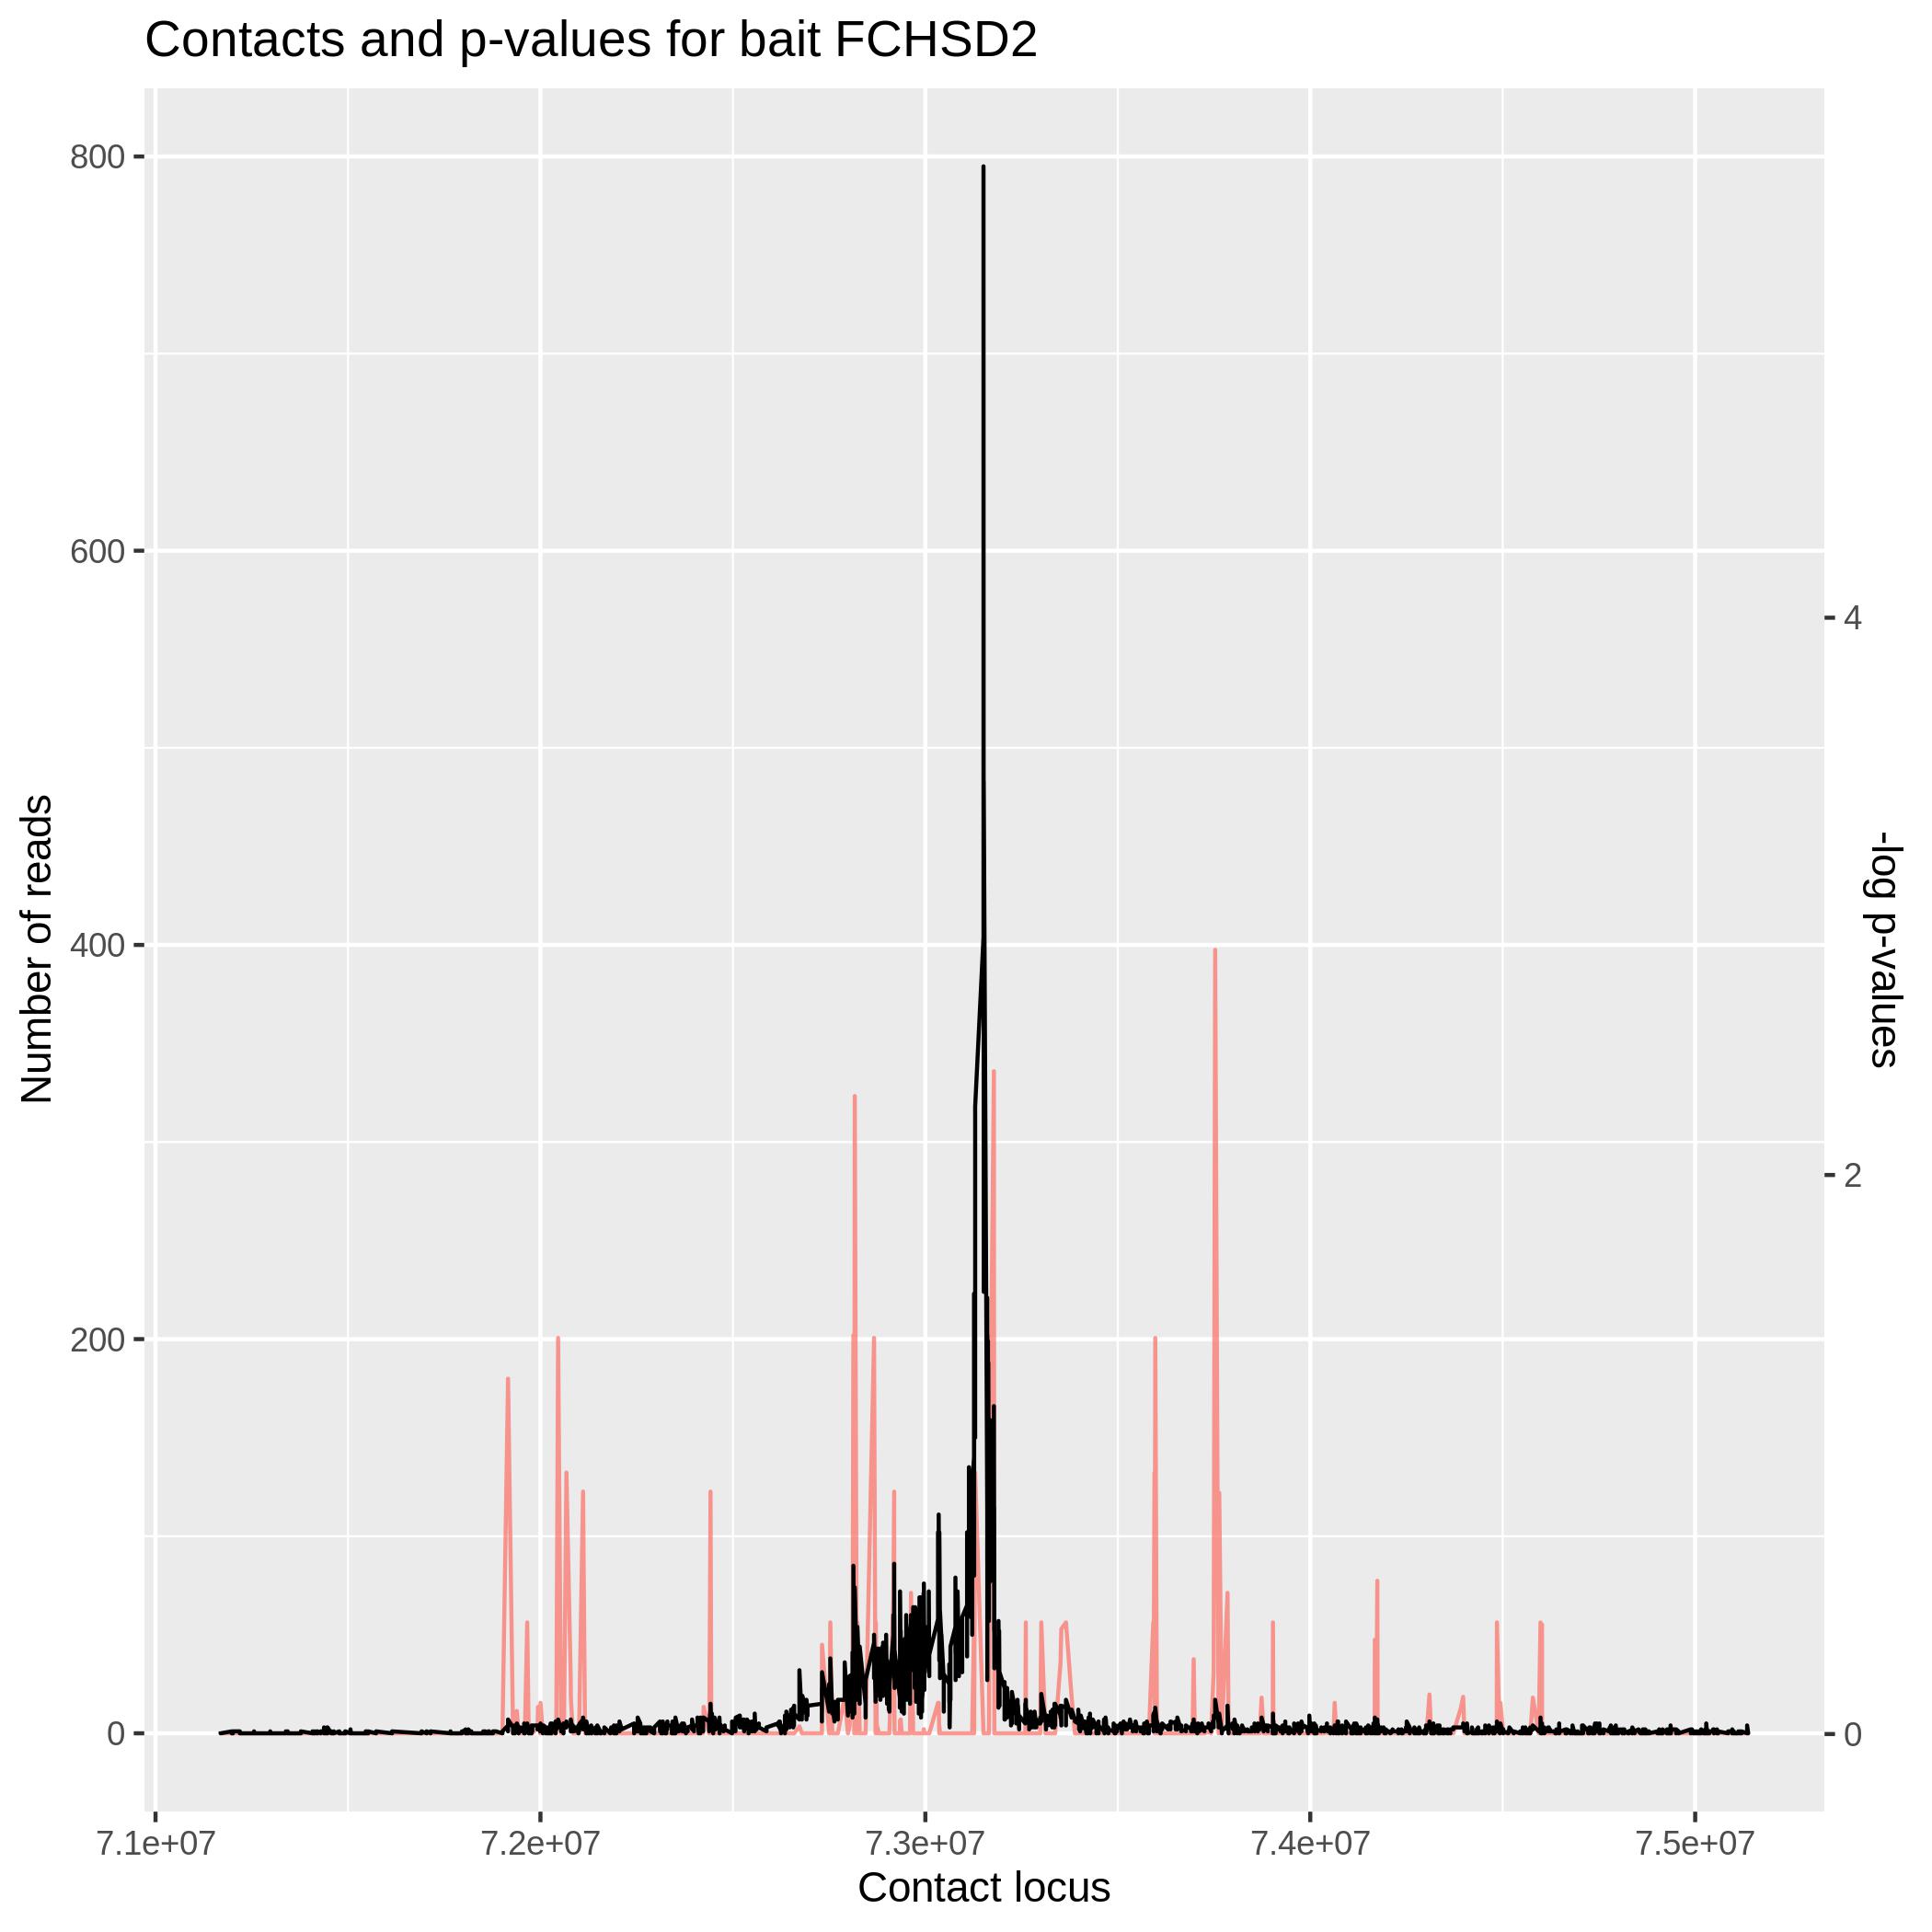 Contacts and p-values for bait FCHSD2
800
600
400
200
0
Number of reads
4
2
0
-log p-values
7.1e+07
7.2e+07
7.3e+07
7.4e+07
7.5e+07
Contact locus